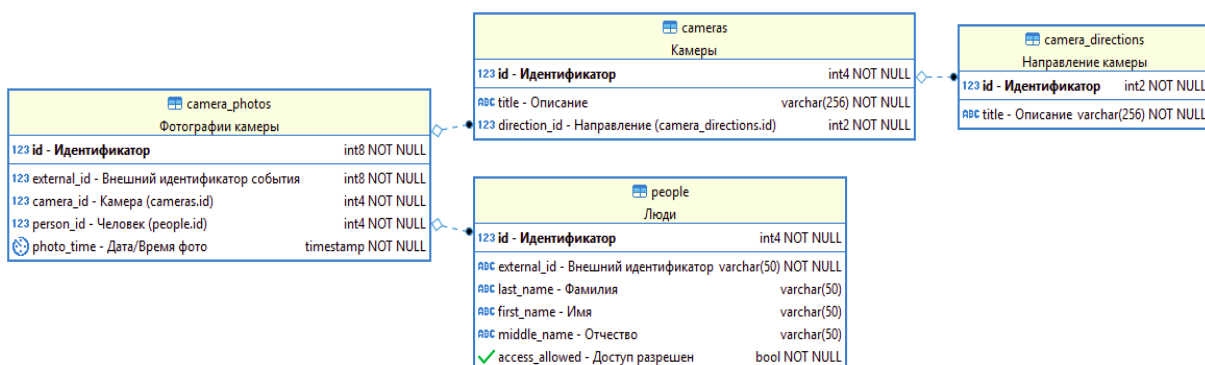 camera_photos
Фотографии камеры
123 id - Идентификатор int8 NOT NULL
123 external_id - Внешний идентификатор события int8 NOT NULL
123 camera_id - Камера (cameras.id) int4 NOT NULL
123 person_id - Человек (people.id) int4 NOT NULL
photo_time - Дата/Время фото timestamp NOT NULL
cameras
Камеры
123 id - Идентификатор int4 NOT NULL
ABC title - Описание varchar(256) NOT NULL
123 direction_id - Направление (camera_directions.id) int2 NOT NULL
camera_directions
Направление камеры
123 id - Идентификатор int2 NOT NULL
ABC title - Описание varchar(256) NOT NULL
people
Люди
123 id - Идентификатор int4 NOT NULL
ABC external_id - Внешний идентификатор varchar(50) NOT NULL
ABC last_name - Фамилия varchar(50)
ABC first_name - Имя varchar(50)
ABC middle_name - Отчество varchar(50)
access_allowed - Доступ разрешен bool NOT NULL